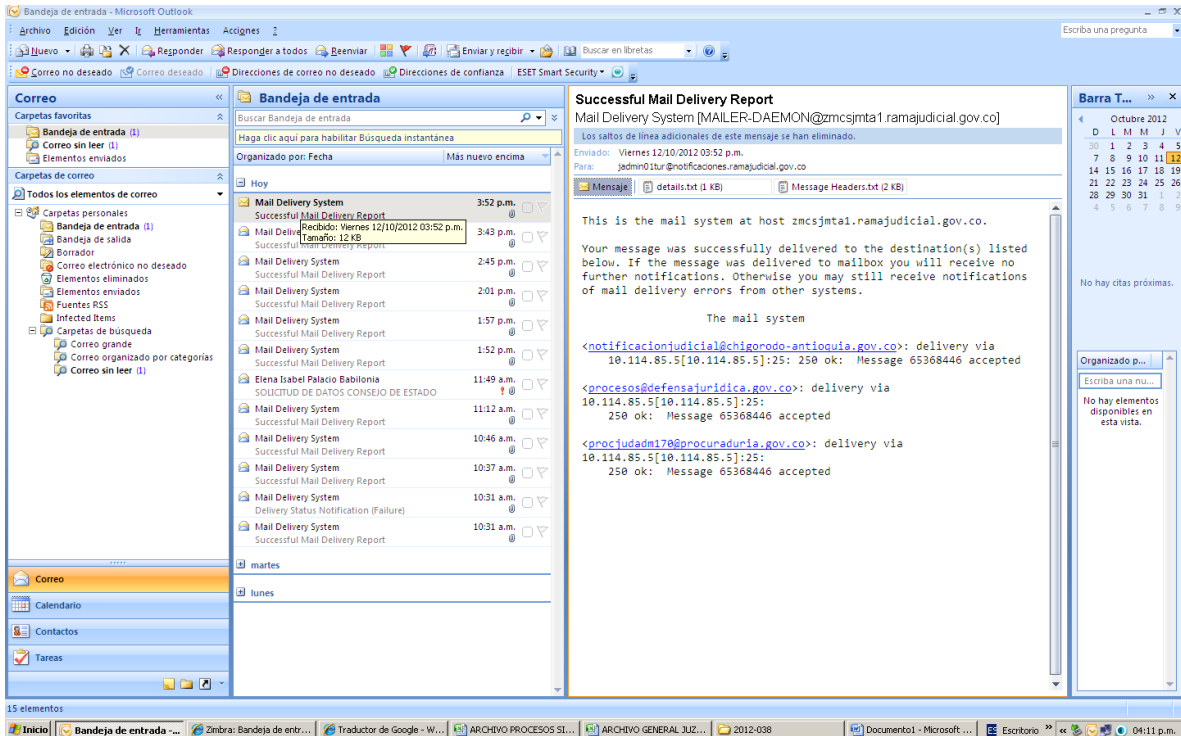 Bandeja de entrada - Microsoft Outlook
Archivo Edición Ver Ir Herramientas Acciones ?
Escriba una pregunta
Nuevo Responder Responder a todos Reenviar Enviar y recibir Buscar en libretas
Correo no deseado Correo deseado Direcciones de correo no deseado Direcciones de confianza ESET Smart Security
Correo
Carpetas favoritas
Bandeja de entrada (1)
Correo sin leer (1)
Elementos enviados
Carpetas de correo
Todos los elementos de correo
Carpetas personales
Bandeja de entrada (1)
Bandeja de salida
Borrador
Correo electrónico no deseado
Elementos eliminados
Elementos enviados
Fuentes RSS
Infected Items
Carpetas de búsqueda
Correo grande
Correo organizado por categorías
Correo sin leer (1)
Correo
Calendario
Contactos
Tareas
Bandeja de entrada
Buscar Bandeja de entrada
Haga clic aquí para habilitar Búsqueda instantánea
Organizado por: Fecha Más nuevo encima
Hoy
Mail Delivery System 3:52 p.m.
Successful Mail Delivery Report
Recibido: Viernes 12/10/2012 03:52 p.m.
Tamaño: 12 KB
Mail Delive 3:43 p.m.
Successful Mail Delivery Report
Mail Delivery System 2:45 p.m.
Successful Mail Delivery Report
Mail Delivery System 2:01 p.m.
Successful Mail Delivery Report
Mail Delivery System 1:57 p.m.
Successful Mail Delivery Report
Mail Delivery System 1:52 p.m.
Successful Mail Delivery Report
Elena Isabel Palacio Babilonia 11:49 a.m.
SOLICITUD DE DATOS CONSEJO DE ESTADO
Mail Delivery System 11:12 a.m.
Successful Mail Delivery Report
Mail Delivery System 10:46 a.m.
Successful Mail Delivery Report
Mail Delivery System 10:37 a.m.
Successful Mail Delivery Report
Mail Delivery System 10:31 a.m.
Delivery Status Notification (Failure)
Mail Delivery System 10:31 a.m.
Successful Mail Delivery Report
martes
lunes
Successful Mail Delivery Report
Mail Delivery System [MAILER-DAEMON@zmcsjmta1.ramajudicial.gov.co]
Los saltos de línea adicionales de este mensaje se han eliminado.
Enviado: Viernes 12/10/2012 03:52 p.m.
Para: jadmin01tur@notificaciones.ramajudicial.gov.co
Mensaje details.txt (1 KB) Message Headers.txt (2 KB)
This is the mail system at host zmcsjmta1.ramajudicial.gov.co.
Your message was successfully delivered to the destination(s) listed
below. If the message was delivered to mailbox you will receive no
further notifications. Otherwise you may still receive notifications
of mail delivery errors from other systems.
The mail system
<notificacionjudicial@chigorodo-antioquia.gov.co>: delivery via
10.114.85.5[10.114.85.5]:25: 250 ok: Message 65368446 accepted
<procesos@defensajuridica.gov.co>: delivery via
10.114.85.5[10.114.85.5]:25:
250 ok: Message 65368446 accepted
<procjudadm170@procuraduria.gov.co>: delivery via
10.114.85.5[10.114.85.5]:25:
250 ok: Message 65368446 accepted
Barra T...
Octubre 2012
D L M M J V
30 1 2 3 4 5
7 8 9 10 11 12
14 15 16 17 18 19
21 22 23 24 25 26
28 29 30 31 1 2
4 5 6 7 8 9
No hay citas próximas.
Organizado p...
Escriba una nu...
No hay elementos
disponibles en
esta vista.
15 elementos
Inicio Bandeja de entrada -... Zimbra: Bandeja de entr... Traductor de Google - W... ARCHIVO PROCESOS SI... ARCHIVO GENERAL JUZ... 2012-038 Documento1 - Microsoft ... Escritorio 04:11 p.m.